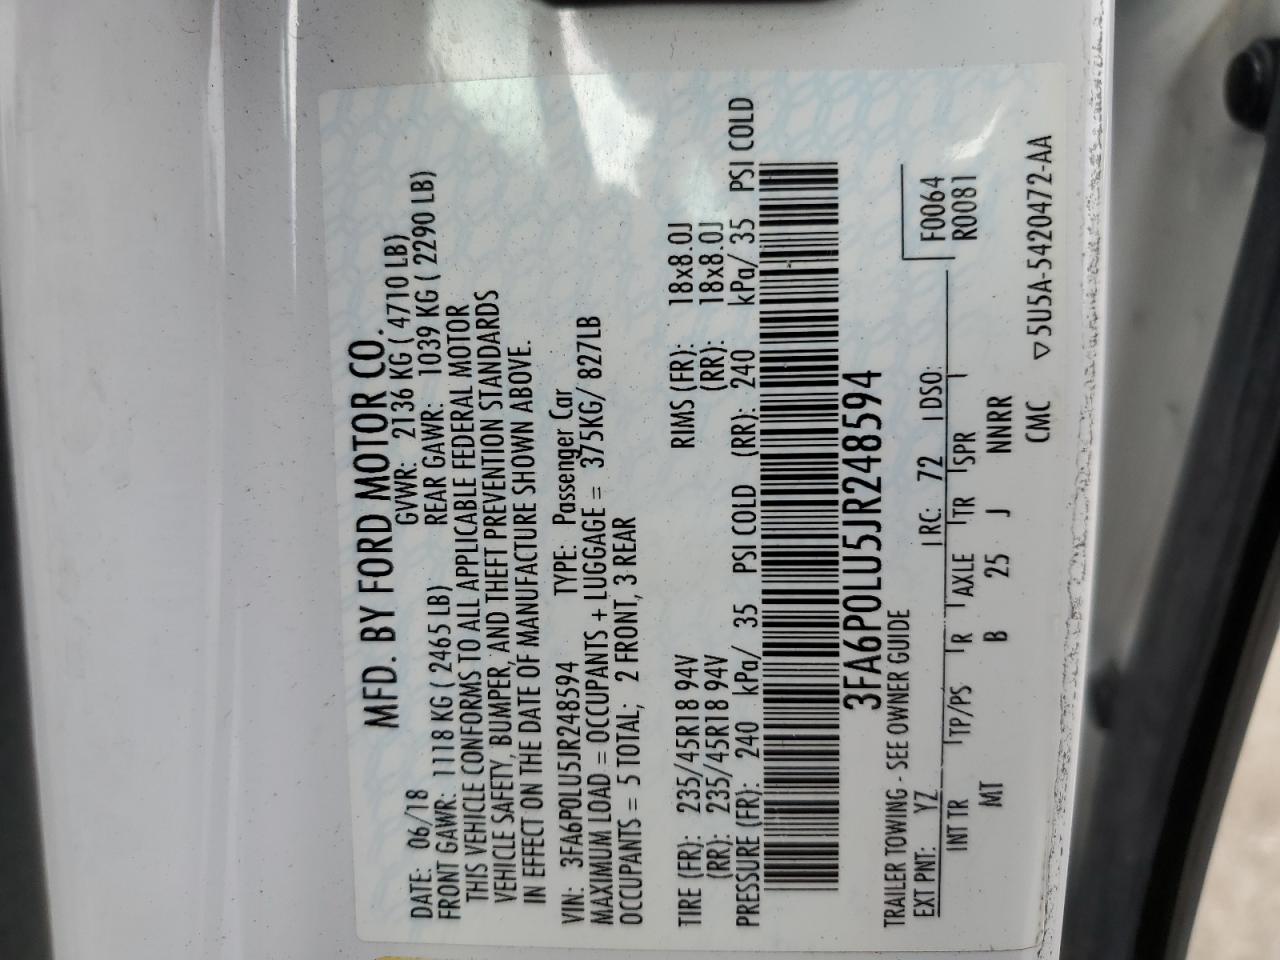 MFD. BY FORD MOTOR CO.
DATE: 06/18 GVWR: 2136 KG ( 4710 LB)
FRONT GAWR: 1118 KG ( 2465 LB) REAR GAWR: 1039 KG ( 2290 LB)
THIS VEHICLE CONFORMS TO ALL APPLICABLE FEDERAL MOTOR
VEHICLE SAFETY, BUMPER, AND THEFT PREVENTION STANDARDS
IN EFFECT ON THE DATE OF MANUFACTURE SHOWN ABOVE.
VIN: 3FA6P0LU5JR248594 TYPE: Passenger Car
MAXIMUM LOAD = OCCUPANTS + LUGGAGE = 375KG/ 827LB
OCCUPANTS = 5 TOTAL; 2 FRONT, 3 REAR
TIRE (FR): 235/45R18 94V RIMS (FR): 18x8.0J
(RR): 235/45R18 94V (RR): 18x8.0J
PRESSURE (FR): 240 kPa/ 35 PSI COLD (RR): 240 kPa/ 35 PSI COLD
3FA6P0LU5JR248594
TRAILER TOWING - SEE OWNER GUIDE
EXT PNT: YZ RC: 72 DSO: F0064
R0081
INT TR TP/PS R AXLE TR SPR
MT B 25 J NNRR
CMC ▽5U5A-5420472-AA